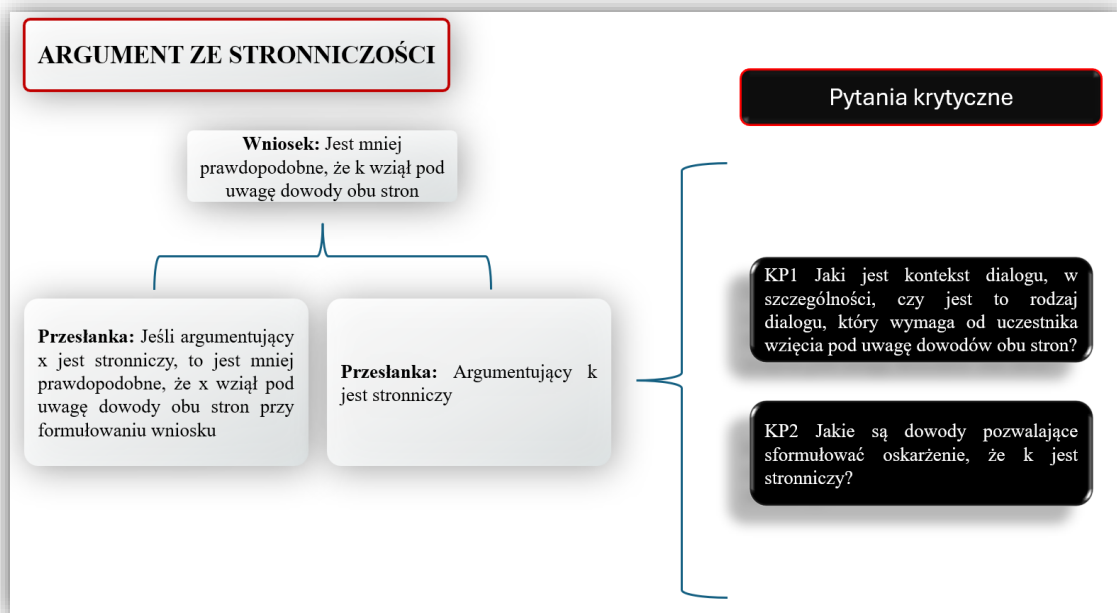 ARGUMENT ZE STRONNICZOŚCI
Wniosek: Jest mniej
prawdopodobne, że k wziął pod
uwagę dowody obu stron
Przesłanka: Jeśli argumentujący
x jest stronniczy, to jest mniej
prawdopodobne, że x wziął pod
uwagę dowody obu stron przy
formułowaniu wniosku
Przesłanka: Argumentujący k
jest stronniczy
Pytania krytyczne
KP1 Jaki jest kontekst dialogu, w
szczególności, czy jest to rodzaj
dialogu, który wymaga od uczestnika
wzięcia pod uwagę dowodów obu stron?
KP2 Jakie są dowody pozwalające
sformułować oskarżenie, że k jest
stronniczy?